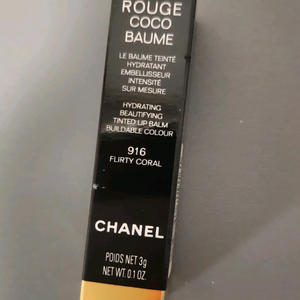 ROUGE
COCO
BAUME
LE BAUME TEINTÉ
HYDRATANT
EMBELLISSEUR
INTENSITÉ
SUR MESURE
HYDRATING
BEAUTIFYING
TINTED LIP BALM
BUILDABLE COLOUR
916
FLIRTY CORAL
CHANEL
POIDS NET 3g
NET WT. 0.1 OZ.